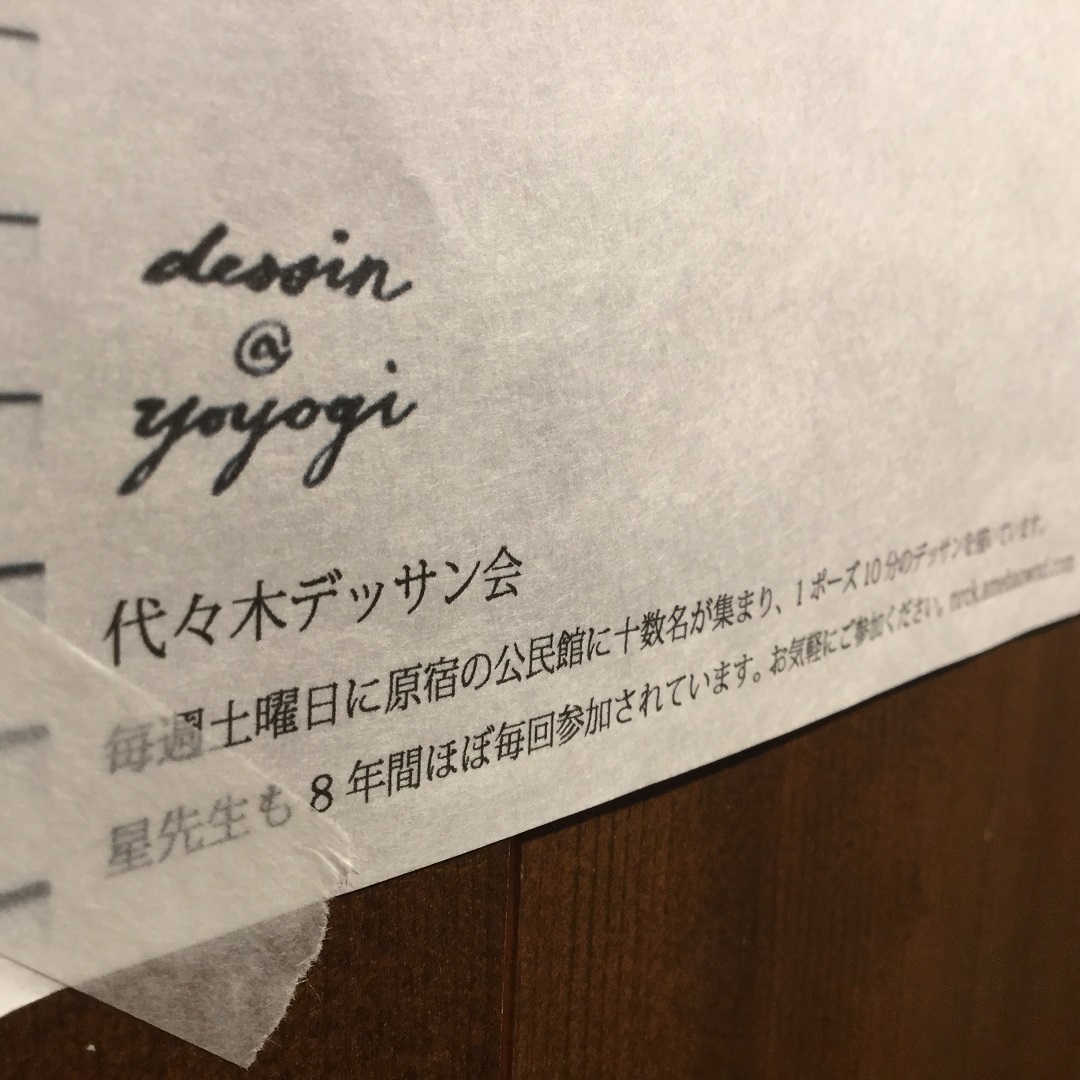 dessin
@
yoyogi
代々木デッサン会
毎週土曜日に原宿の公民館に十数名が集まり、1ポーズ10分のデッサンを描いています。
星先生も8年間ほぼ毎回参加されています。お気軽にご参加ください。